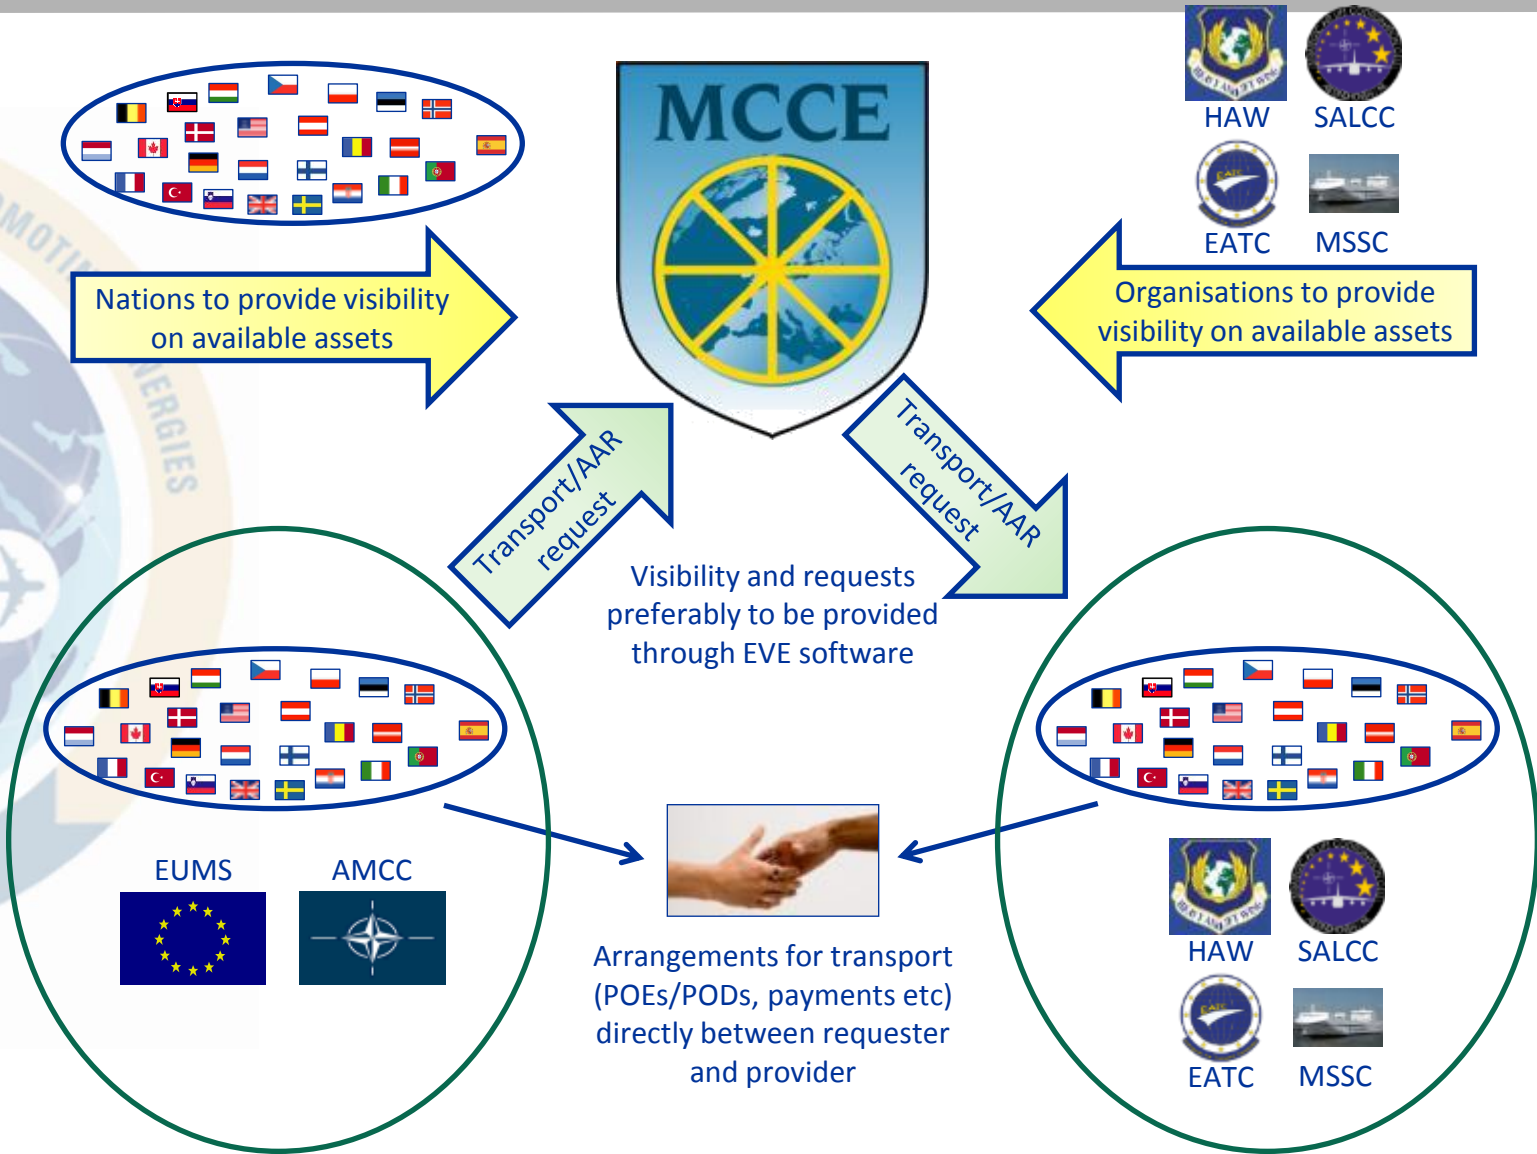 MCCE
HAW
SALCC
EATC
MSSC
Nations to provide visibility
on available assets
Organisations to provide
visibility on available assets
OMOTIN
NERGIES
Transport/AAR
request
Transport/AAR
request
Visibility and requests
preferably to be provided
through EVE software
EUMS
AMCC
Arrangements for transport
(POEs/PODs, payments etc)
directly between requester
and provider
HAW
SALCC
EATC
MSSC